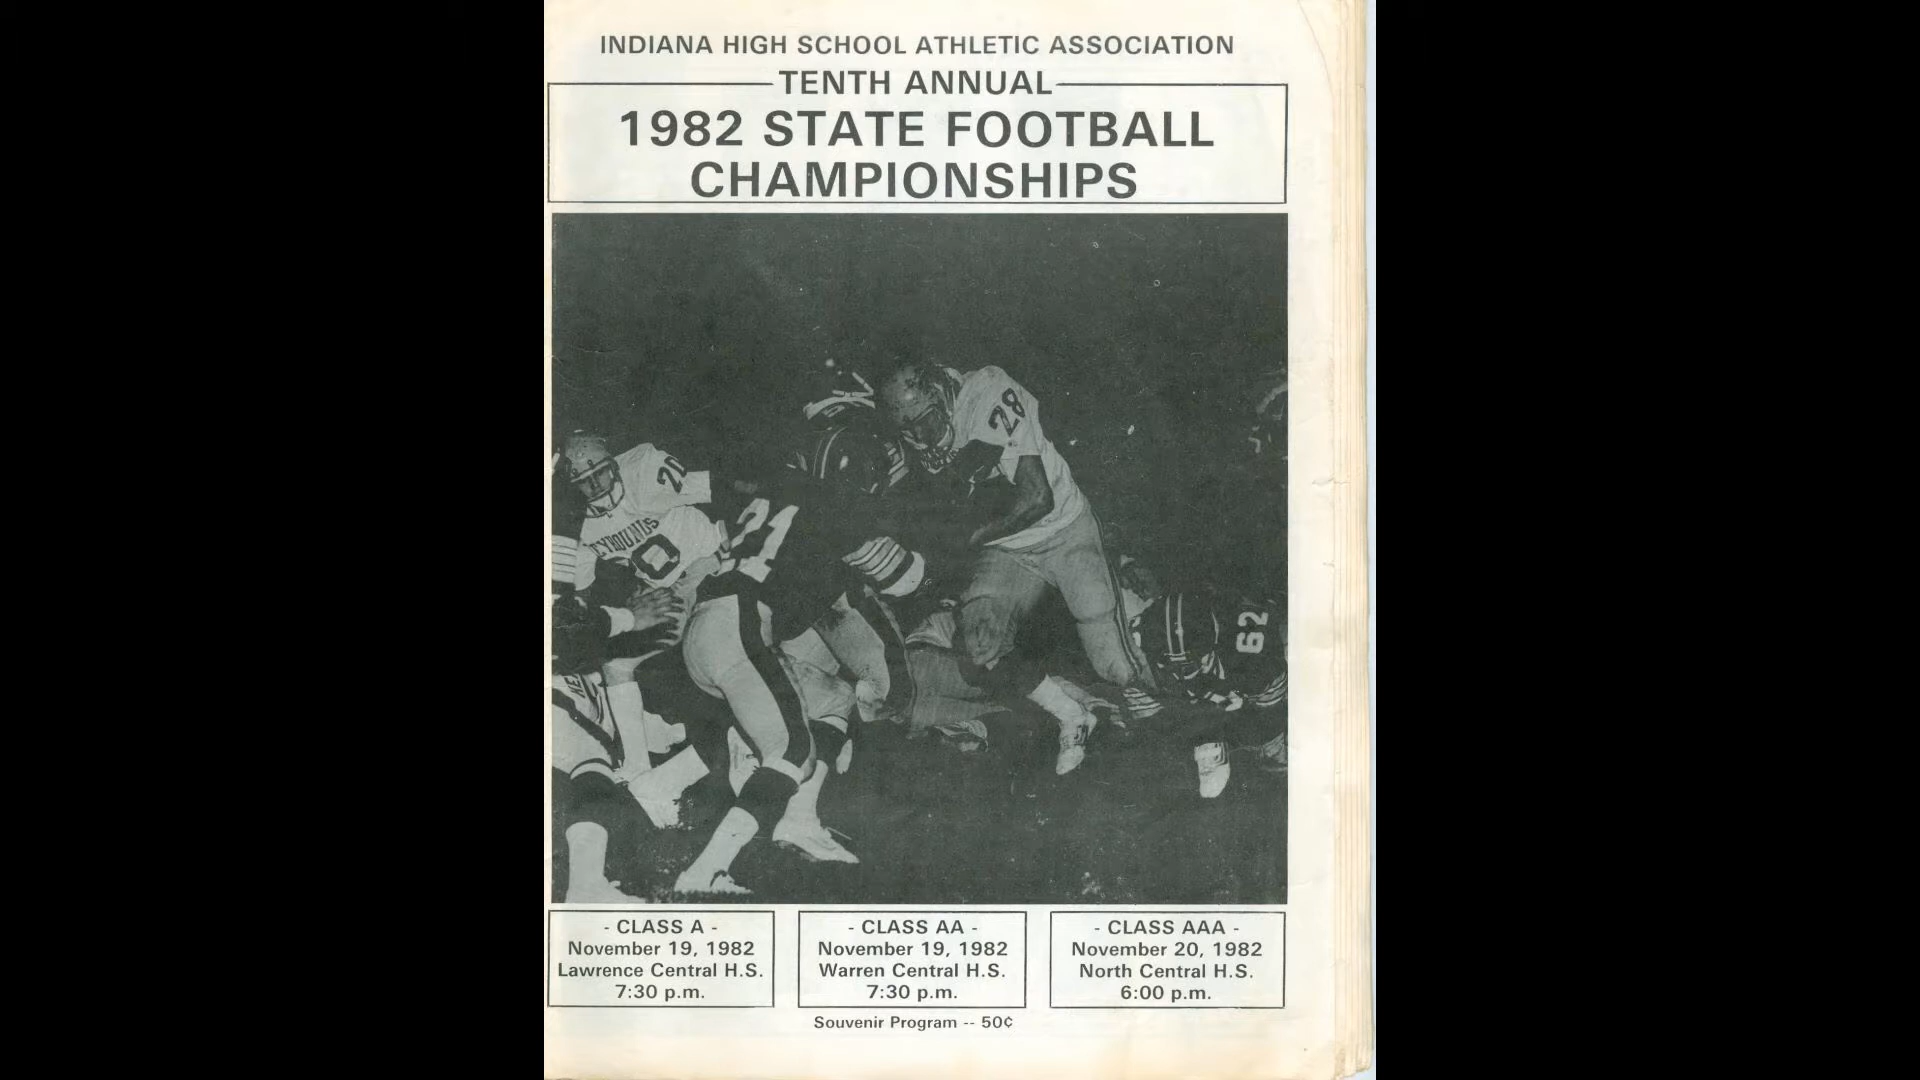 INDIANA HIGH SCHOOL ATHLETIC ASSOCIATION
TENTH ANNUAL
1982 STATE FOOTBALL
CHAMPIONSHIPS
28
20
21
0
62
- CLASS A -
November 19, 1982
Lawrence Central H.S.
7:30 p.m.
- CLASS AA -
November 19, 1982
Warren Central H.S.
7:30 p.m.
- CLASS AAA -
November 20, 1982
North Central H.S.
6:00 p.m.
Souvenir Program -- 50¢